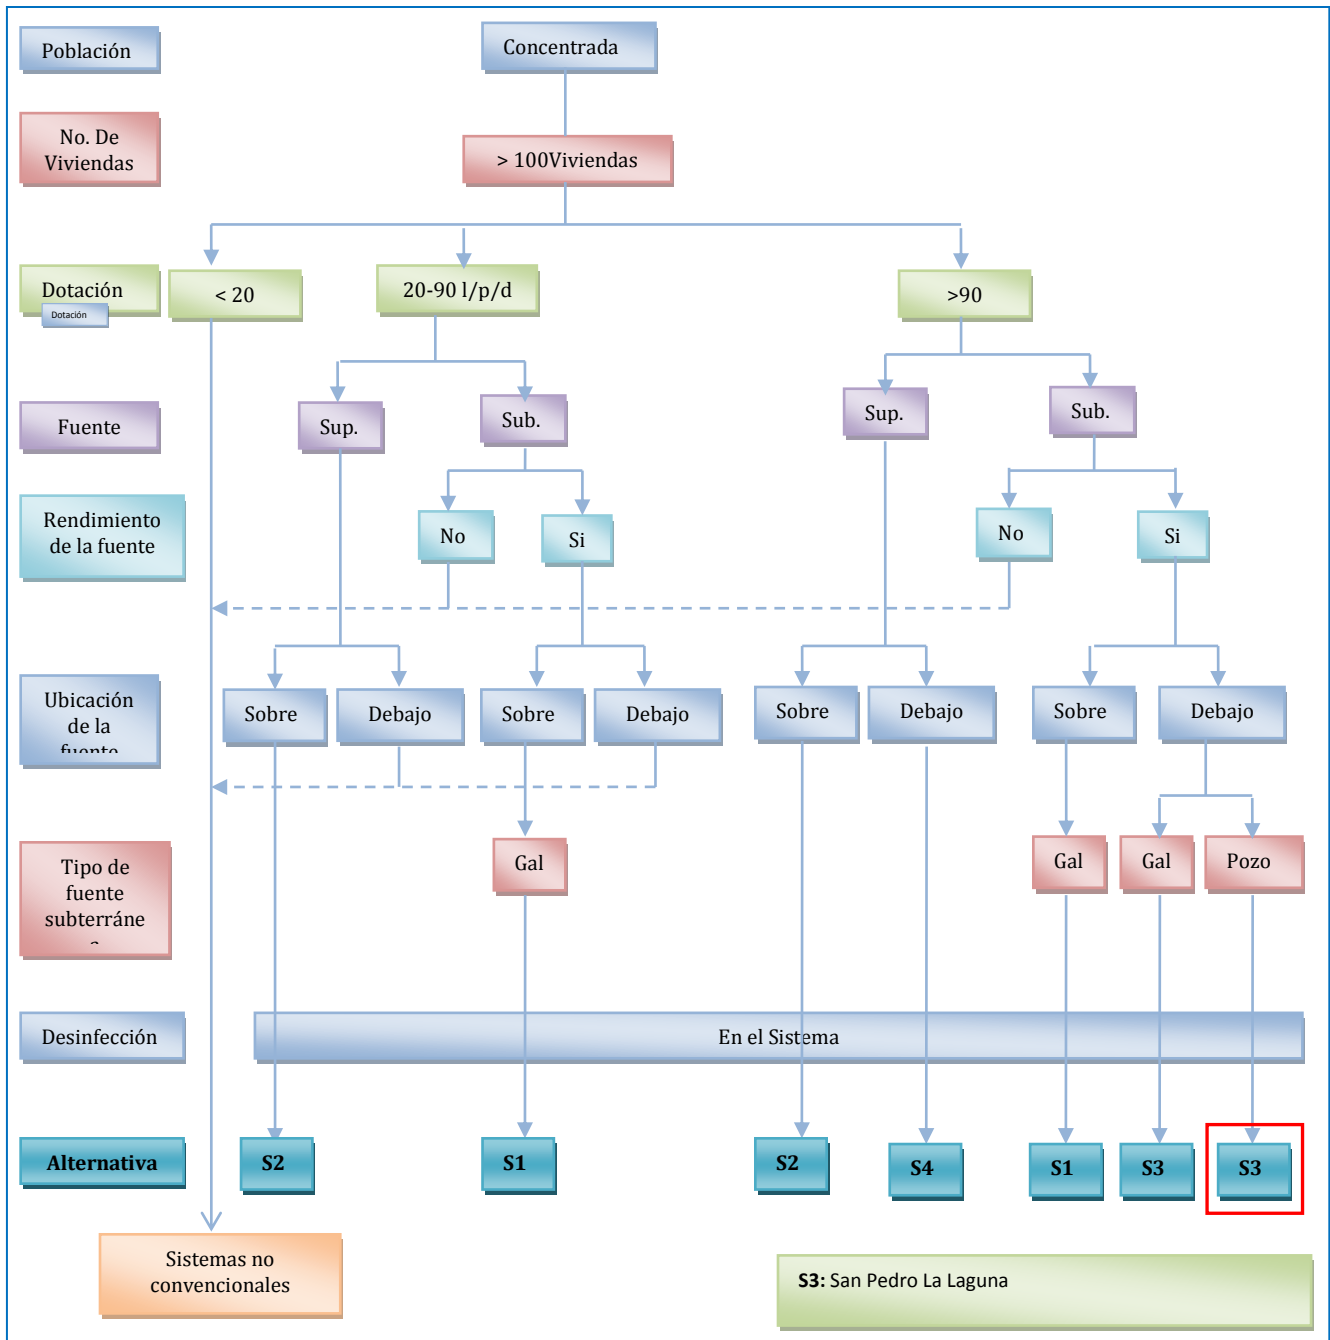 Población
Concentrada
No. De
Viviendas
> 100Viviendas
Dotación
Dotación
< 20
20-90 l/p/d
>90
Fuente
Sup.
Sub.
Sup.
Sub.
Rendimiento
de la fuente
No
Si
No
Si
Ubicación
de la
fuente
Sobre
Debajo
Sobre
Debajo
Sobre
Debajo
Sobre
Debajo
Tipo de
fuente
subterráne
a
Gal
Gal
Gal
Pozo
Desinfección
En el Sistema
Alternativa
S2
S1
S2
S4
S1
S3
S3
Sistemas no
convencionales
S3: San Pedro La Laguna